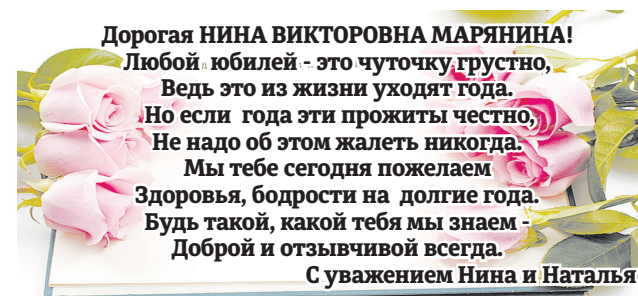 Дорогая НИНА ВИКТОРОВНА МАРЯНИНА!
Любой юбилей - это чуточку грустно,
Ведь это из жизни уходят года.
Но если года эти прожиты честно,
Не надо об этом жалеть никогда.
Мы тебе сегодня пожелаем
Здоровья, бодрости на долгие года.
Будь такой, какой тебя мы знаем -
Доброй и отзывчивой всегда.
С уважением Нина и Наталья